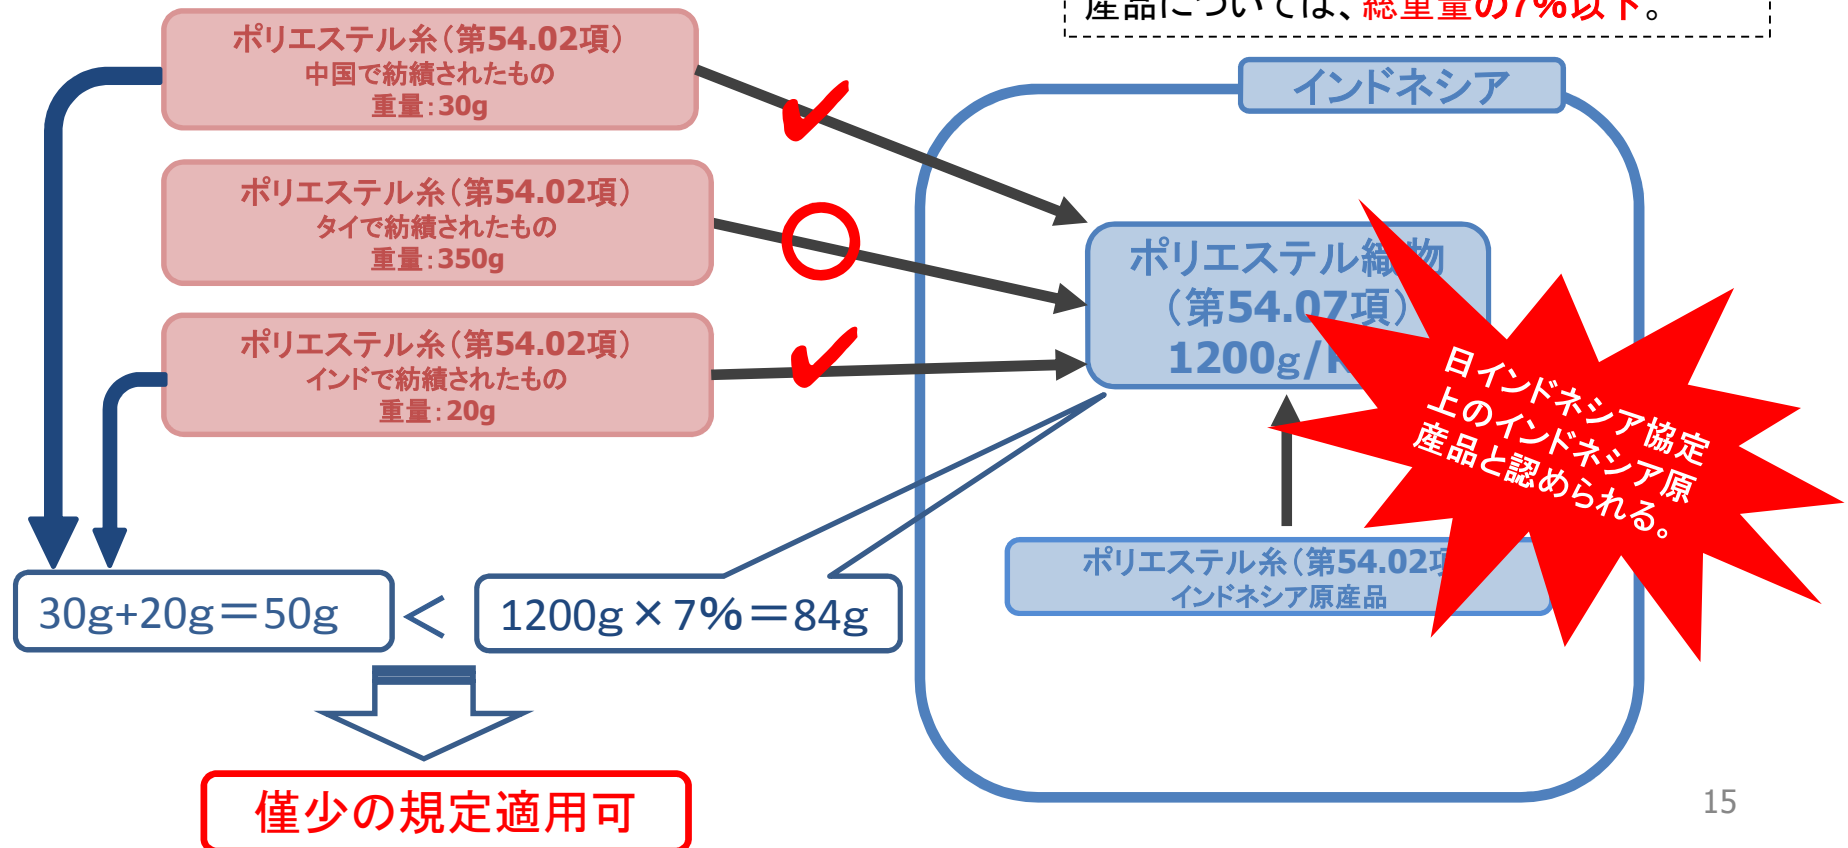 産品については、総重量の7%以下。
ポリエステル糸（第54.02項）
中国で紡績されたもの
重量：30g
インドネシア
ポリエステル糸（第54.02項）
タイで紡績されたもの
重量：350g
ポリエステル織物
（第54.07項）
1200g/
ポリエステル糸（第54.02項）
インドで紡績されたもの
重量：20g
日インドネシア協定
上のインドネシア原
産品と認められる。
ポリエステル糸（第54.02
インドネシア原産品
30g+20g＝50g
＜
1200g×7%＝84g
僅少の規定適用可
15